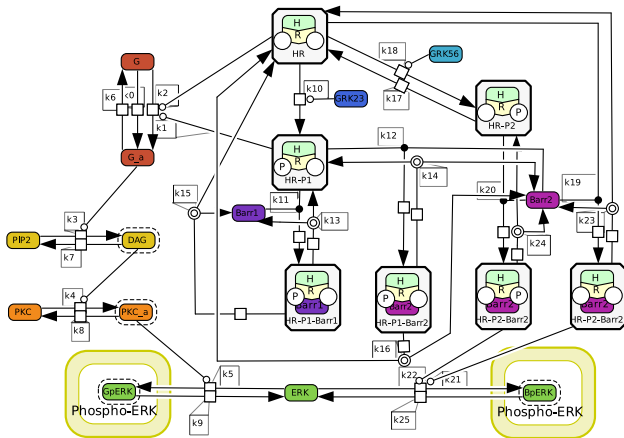 H
R
HR
k18
GRK56
G
k10
GRK23
k17
k6
k0
k2
k1
H
R
P
HR-P2
G_a
k12
H
R
P
HR-P1
k14
k11
k15
Barr1
k13
k20
Barr2
k19
k23
k24
k3
PIP2
DAG
k7
H
R
P
Barr1
HR-P1-Barr1
H
R
P
Barr2
HR-P1-Barr2
H
R
P
Barr2
HR-P2-Barr2
H
R
Barr2
HR-P2-Barr2
k4
PKC
PKC_a
k8
k16
k5
k22
k21
GpERK
Phospho-ERK
k9
ERK
k25
BpERK
Phospho-ERK